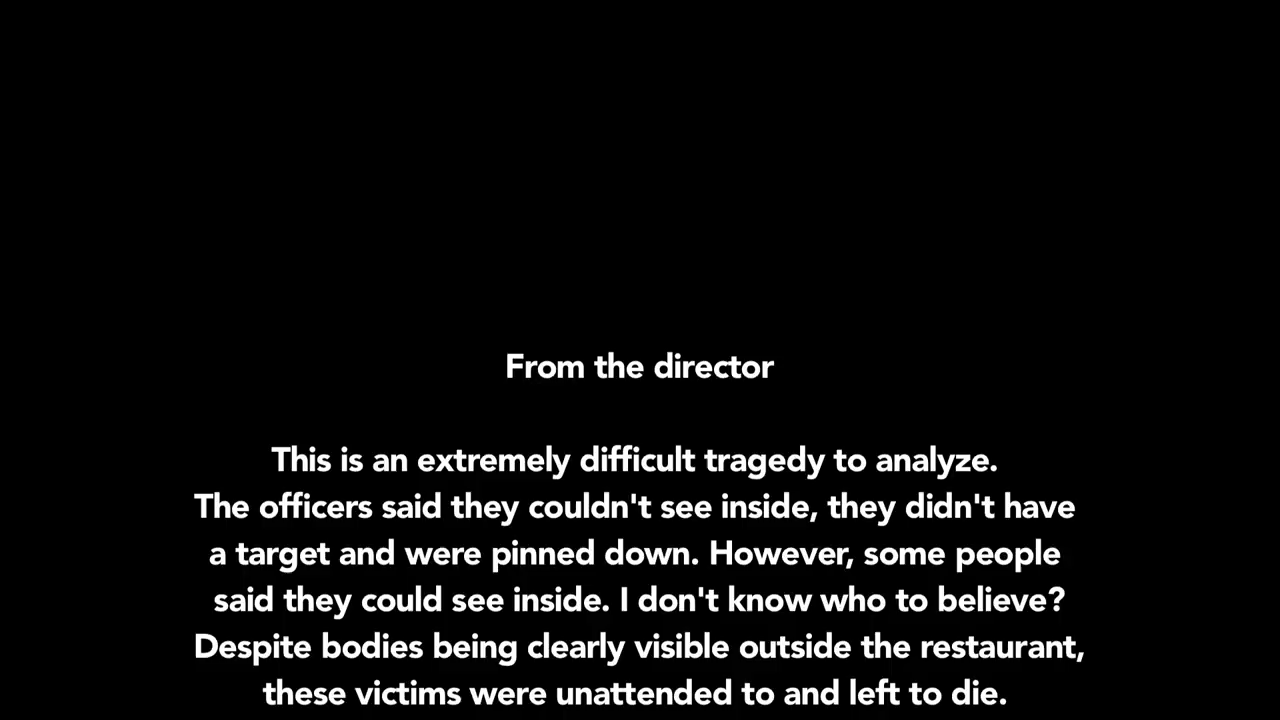 From the director
This is an extremely difficult tragedy to analyze.
The officers said they couldn't see inside, they didn't have
a target and were pinned down. However, some people
said they could see inside. I don't know who to believe?
Despite bodies being clearly visible outside the restaurant,
these victims were unattended to and left to die.